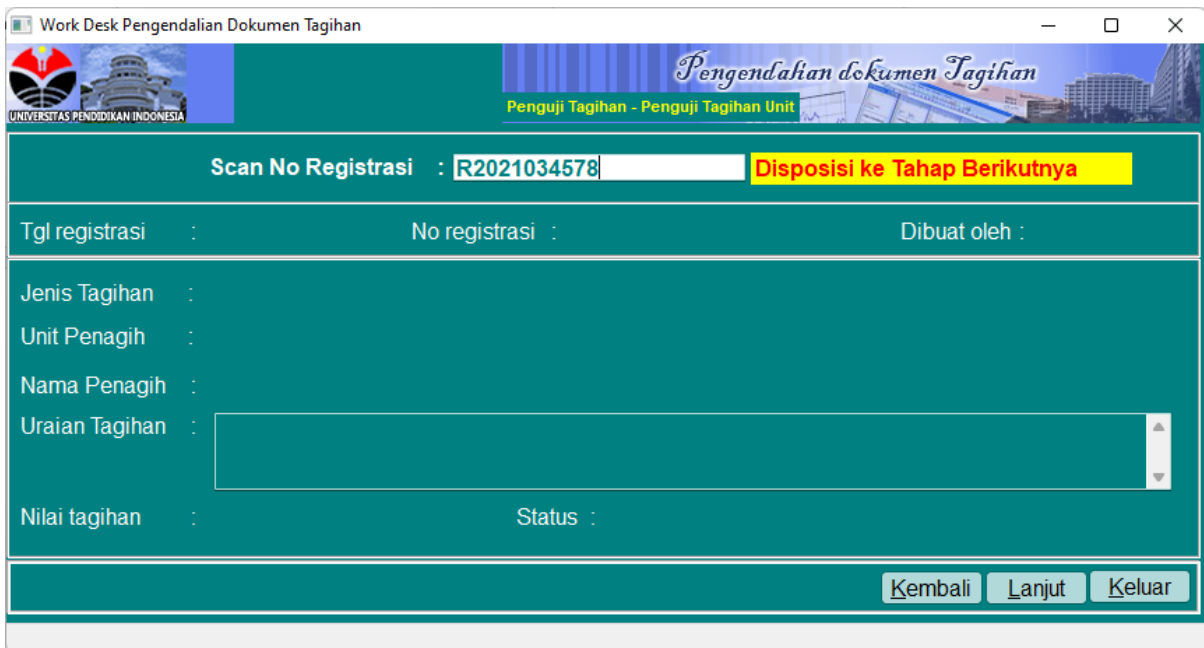 Work Desk Pengendalian Dokumen Tagihan
UNIVERSITAS PENDIDIKAN INDONESIA
Pengendalian dokumen Tagihan
Penguji Tagihan - Penguji Tagihan Unit
Scan No Registrasi : R2021034578 Disposisi ke Tahap Berikutnya
Tgl registrasi : No registrasi : Dibuat oleh :
Jenis Tagihan :
Unit Penagih :
Nama Penagih :
Uraian Tagihan :
Nilai tagihan : Status :
Kembali Lanjut Keluar